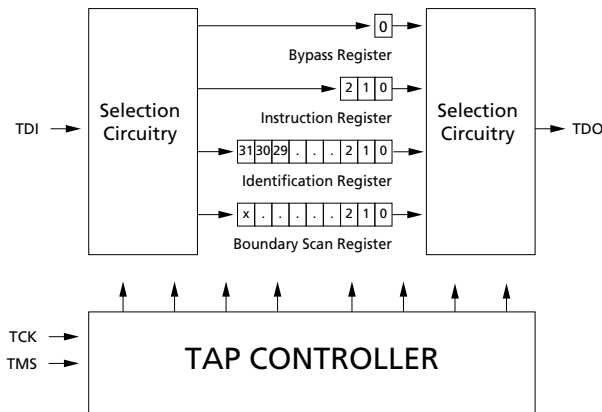 0
Bypass Register
2 1 0
Selection Circuitry
Instruction Register
Selection Circuitry
TDI
TDO
31 30 29 . . . 2 1 0
Identification Register
x . . . . . 2 1 0
Boundary Scan Register
TCK
TMS
TAP CONTROLLER